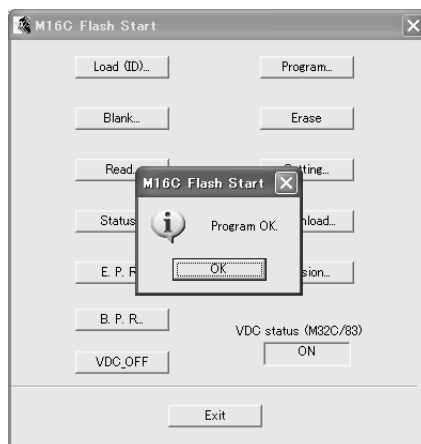 M16C Flash Start
Load (ID)... Program...
Blank... Erase
Read.
M16C Flash Start
Status
Program OK.
OK
E. P. R
B. P. R...
VDC status (M32C/83)
ON
VDC_OFF
Exit